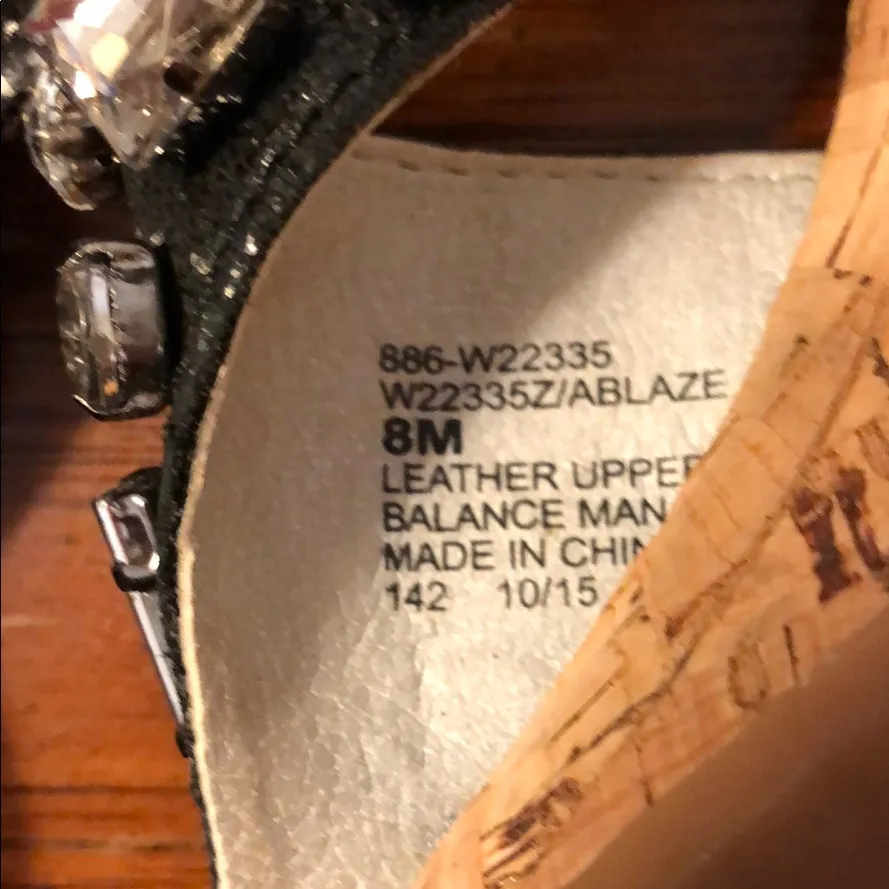 886-W22335
W22335Z/ABLAZE
8M
LEATHER UPPER
BALANCE MAN
MADE IN CHIN
142 10/15